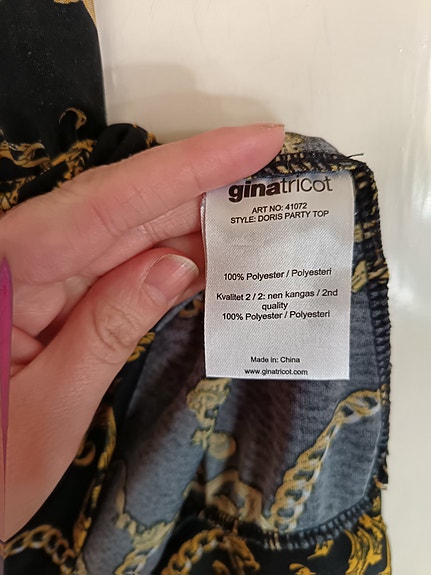 ginatricot
ART NO: 41072
STYLE: DORIS PARTY TOP
100% Polyester / Polyesteri
Kvalitet 2 / 2: nen kangas / 2nd
quality
100% Polyester / Polyesteri
Made in: China
www.ginatricot.com